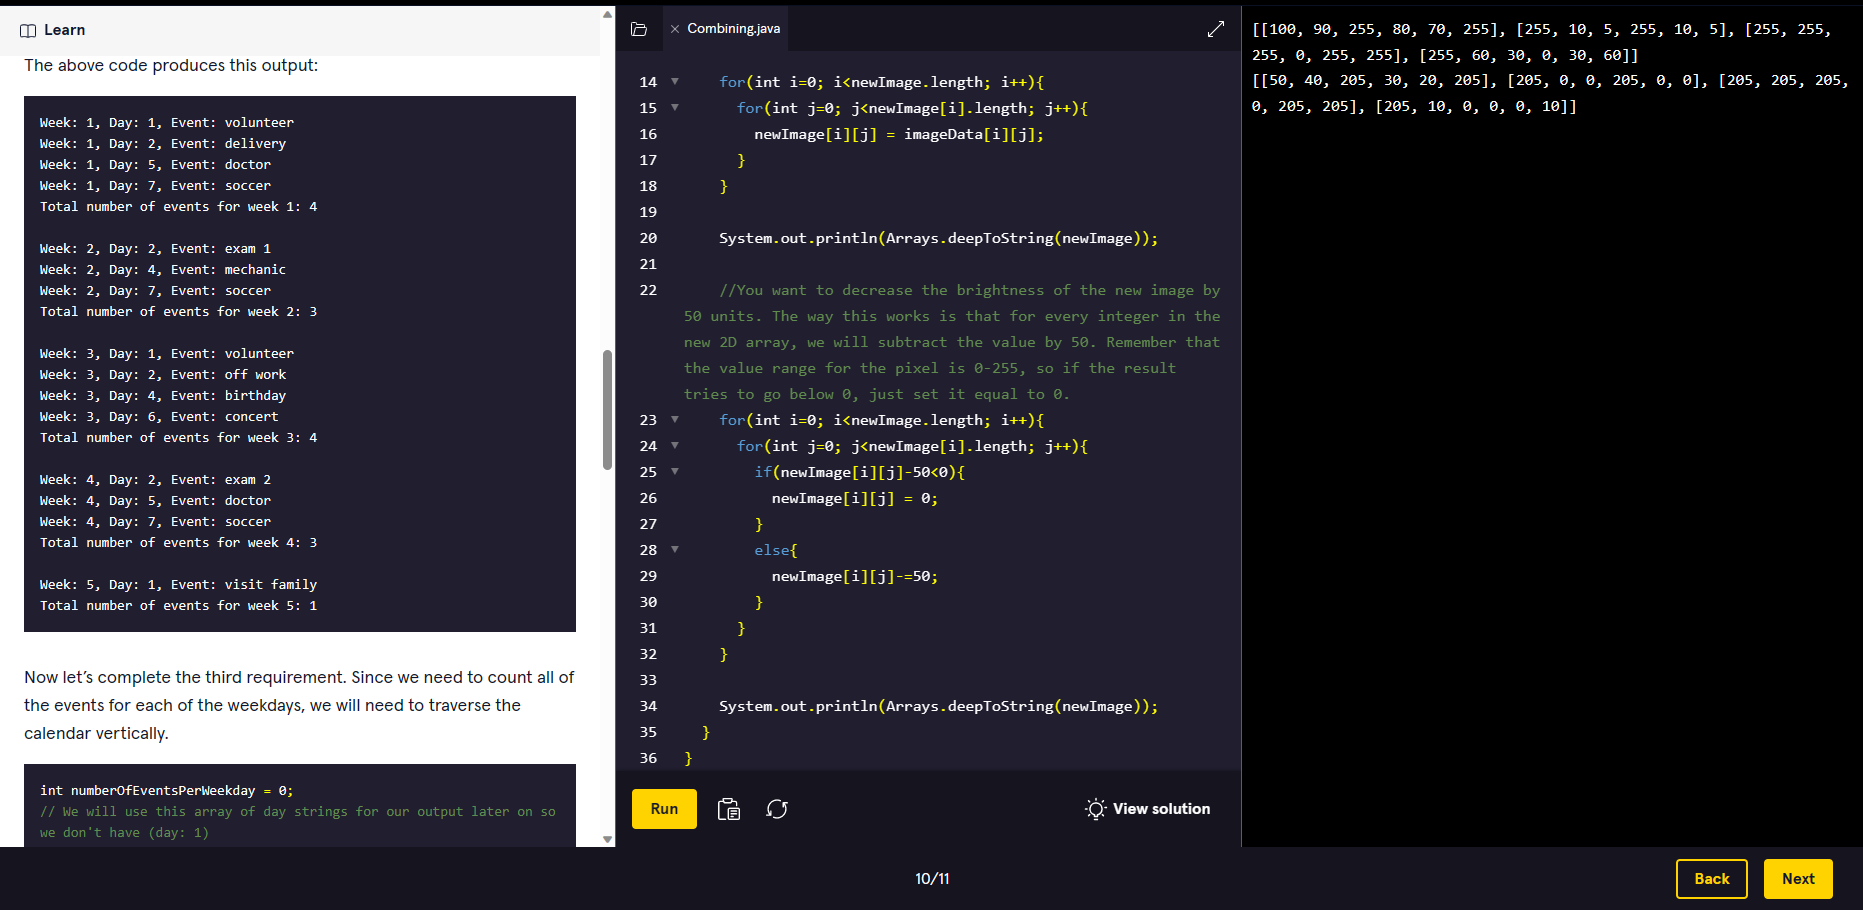 Learn
The above code produces this output:
Week: 1, Day: 1, Event: volunteer
Week: 1, Day: 2, Event: delivery
Week: 1, Day: 5, Event: doctor
Week: 1, Day: 7, Event: soccer
Total number of events for week 1: 4
Week: 2, Day: 2, Event: exam 1
Week: 2, Day: 4, Event: mechanic
Week: 2, Day: 7, Event: soccer
Total number of events for week 2: 3
Week: 3, Day: 1, Event: volunteer
Week: 3, Day: 2, Event: off work
Week: 3, Day: 4, Event: birthday
Week: 3, Day: 6, Event: concert
Total number of events for week 3: 4
Week: 4, Day: 2, Event: exam 2
Week: 4, Day: 5, Event: doctor
Week: 4, Day: 7, Event: soccer
Total number of events for week 4: 3
Week: 5, Day: 1, Event: visit family
Total number of events for week 5: 1
Now let's complete the third requirement. Since we need to count all of
the events for each of the weekdays, we will need to traverse the
calendar vertically.
int numberOfEventsPerWeekday = 0;
// We will use this array of day strings for our output later on so
we don't have (day: 1)
Combining.java
14 for(int i=0; i<newImage.length; i++){
15 for(int j=0; j<newImage[i].length; j++){
16 newImage[i][j] = imageData[i][j];
17 }
18 }
19
20 System.out.println(Arrays.deepToString(newImage));
21
22 //You want to decrease the brightness of the new image by
50 units. The way this works is that for every integer in the
new 2D array, we will subtract the value by 50. Remember that
the value range for the pixel is 0-255, so if the result
tries to go below 0, just set it equal to 0.
23 for(int i=0; i<newImage.length; i++){
24 for(int j=0; j<newImage[i].length; j++){
25 if(newImage[i][j]-50<0){
26 newImage[i][j] = 0;
27 }
28 else{
29 newImage[i][j]-=50;
30 }
31 }
32 }
33
34 System.out.println(Arrays.deepToString(newImage));
35 }
36 }
Run
View solution
[[100, 90, 255, 80, 70, 255], [255, 10, 5, 255, 10, 5], [255, 255,
255, 0, 255, 255], [255, 60, 30, 0, 30, 60]]
[[50, 40, 205, 30, 20, 205], [205, 0, 0, 205, 0, 0], [205, 205, 205,
0, 205, 205], [205, 10, 0, 0, 0, 10]]
10/11
Back
Next